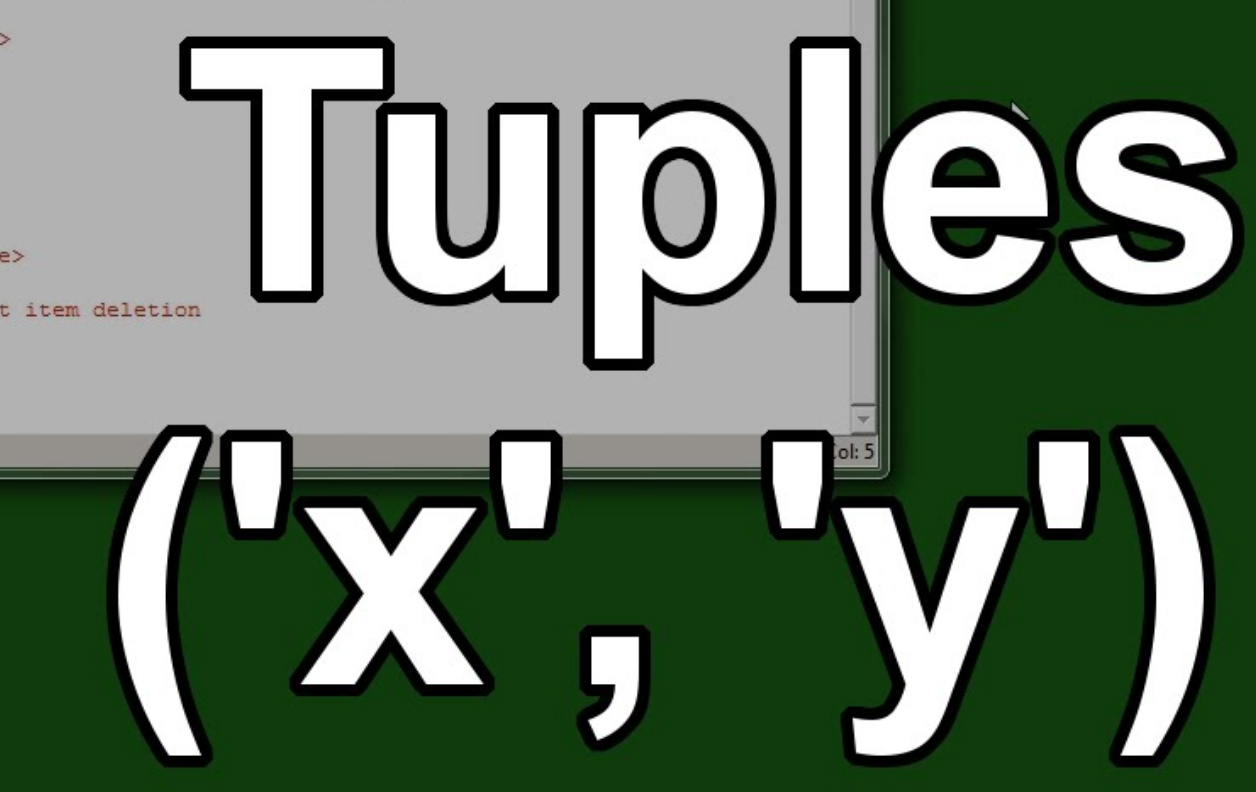 >
Tuples
e>
t item deletion
Col: 5
('x', 'y')